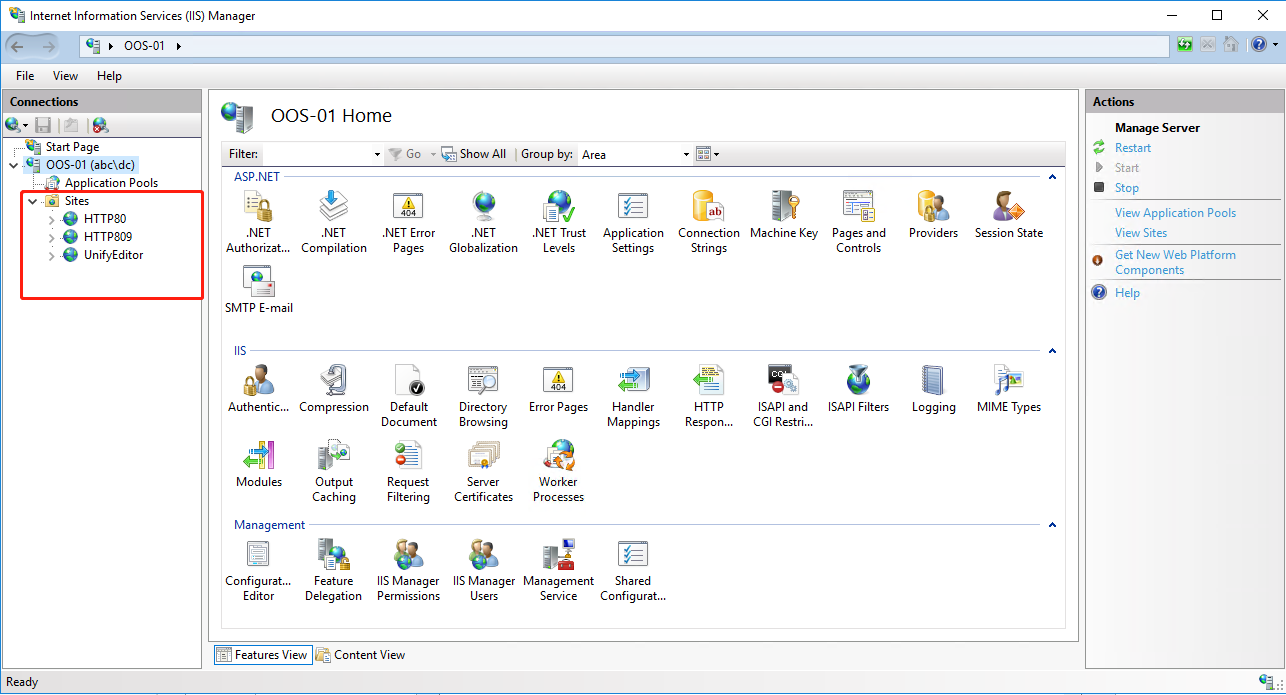 Internet Information Services (IIS) Manager
OOS-01
File View Help
Connections
Start Page
OOS-01 (abc\dc)
Application Pools
Sites
HTTP80
HTTP809
UnifyEditor
OOS-01 Home
Filter: Go Show All Group by: Area
ASP.NET
.NET Authorizat...
.NET Compilation
.NET Error Pages
.NET Globalization
.NET Trust Levels
Application Settings
Connection Strings
Machine Key
Pages and Controls
Providers
Session State
SMTP E-mail
IIS
Authentic...
Compression
Default Document
Directory Browsing
Error Pages
Handler Mappings
HTTP Respon...
ISAPI and CGI Restri...
ISAPI Filters
Logging
MIME Types
Modules
Output Caching
Request Filtering
Server Certificates
Worker Processes
Management
Configurat... Editor
Feature Delegation
IIS Manager Permissions
IIS Manager Users
Management Service
Shared Configurat...
Features View
Content View
Actions
Manage Server
Restart
Start
Stop
View Application Pools
View Sites
Get New Web Platform
Components
Help
Ready